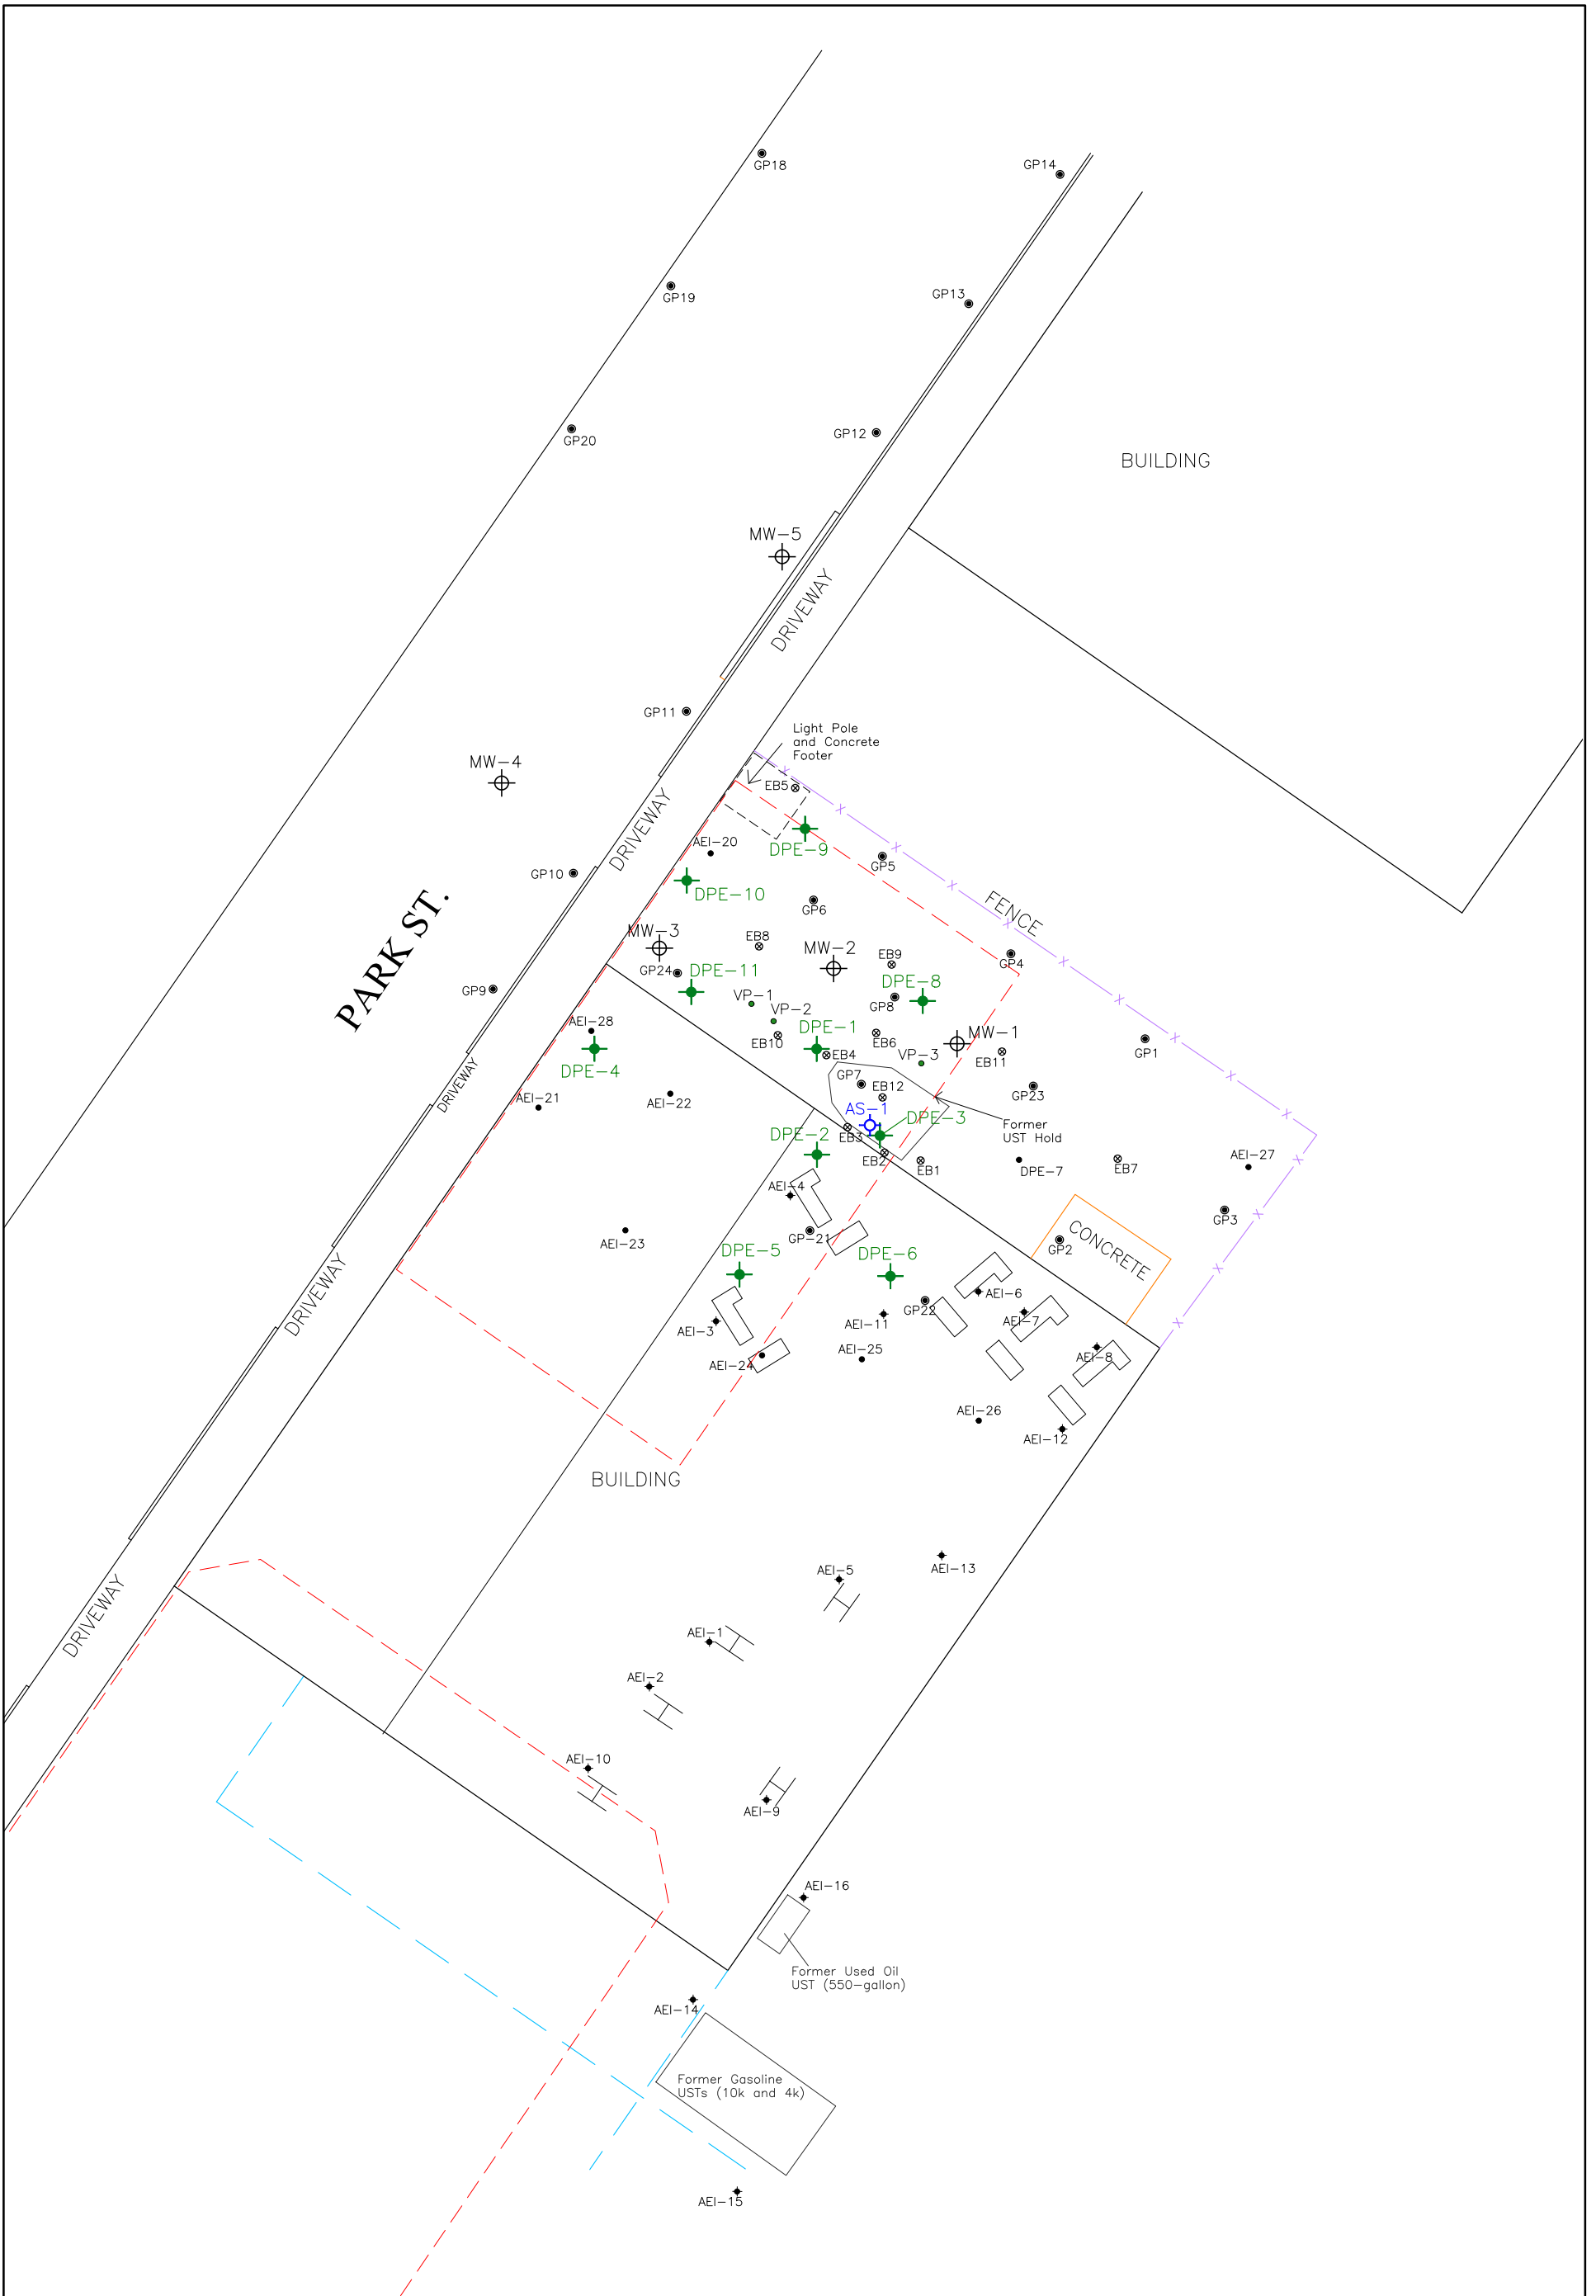 GP18
GP14
GP19
GP13
GP20
GP12
BUILDING
MW-5
DRIVEWAY
GP11
Light Pole
and Concrete
Footer
MW-4
EB5
DRIVEWAY
AEI-20
DPE-9
GP5
GP10
DPE-10
GP6
FENCE
PARK ST.
MW-3
EB8
MW-2
EB9
GP4
GP24
DPE-11
DPE-8
GP9
VP-1
GP8
VP-2
AEI-28
DPE-1
EB6
MW-1
GP1
EB10
EB4
VP-3
EB11
DPE-4
DRIVEWAY
GP7
EB12
GP23
AEI-21
AEI-22
AS-1
DPE-3
Former
UST Hold
EB3
DPE-2
EB2
EB1
DPE-7
EB7
AEI-27
AEI-4
GP3
GP-21
AEI-23
GP2
CONCRETE
DPE-5
DPE-6
DRIVEWAY
AEI-6
GP22
AEI-7
AEI-3
AEI-11
AEI-8
AEI-24
AEI-25
AEI-26
AEI-12
BUILDING
AEI-13
AEI-5
DRIVEWAY
AEI-1
AEI-2
AEI-10
AEI-9
AEI-16
Former Used Oil
UST (550-gallon)
AEI-14
Former Gasoline
USTs (10k and 4k)
AEI-15